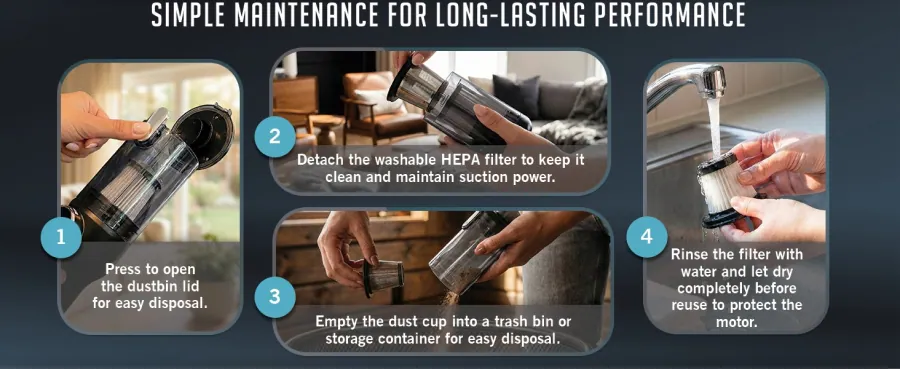 SIMPLE MAINTENANCE FOR LONG-LASTING PERFORMANCE
1
Press to open
the dustbin lid
for easy disposal.
2
Detach the washable HEPA filter to keep it
clean and maintain suction power.
3
Empty the dust cup into a trash bin or
storage container for easy disposal.
4
Rinse the filter with
water and let dry
completely before
reuse to protect the
motor.